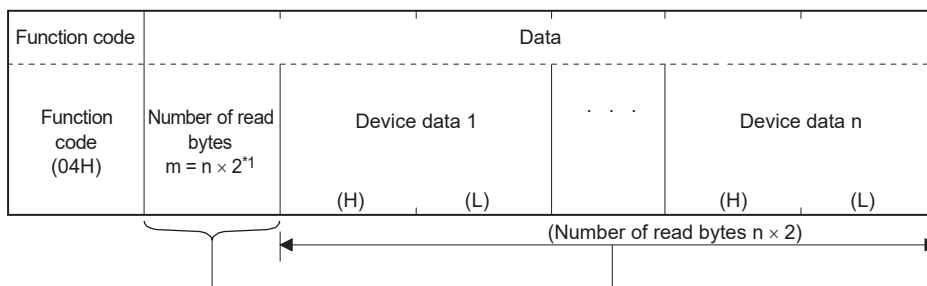 Function code Data
Function
code
(04H)
Number of read
bytes
m = n × 2*1
Device data 1
(H) (L)
. . .
Device data n
(H) (L)
(Number of read bytes n × 2)